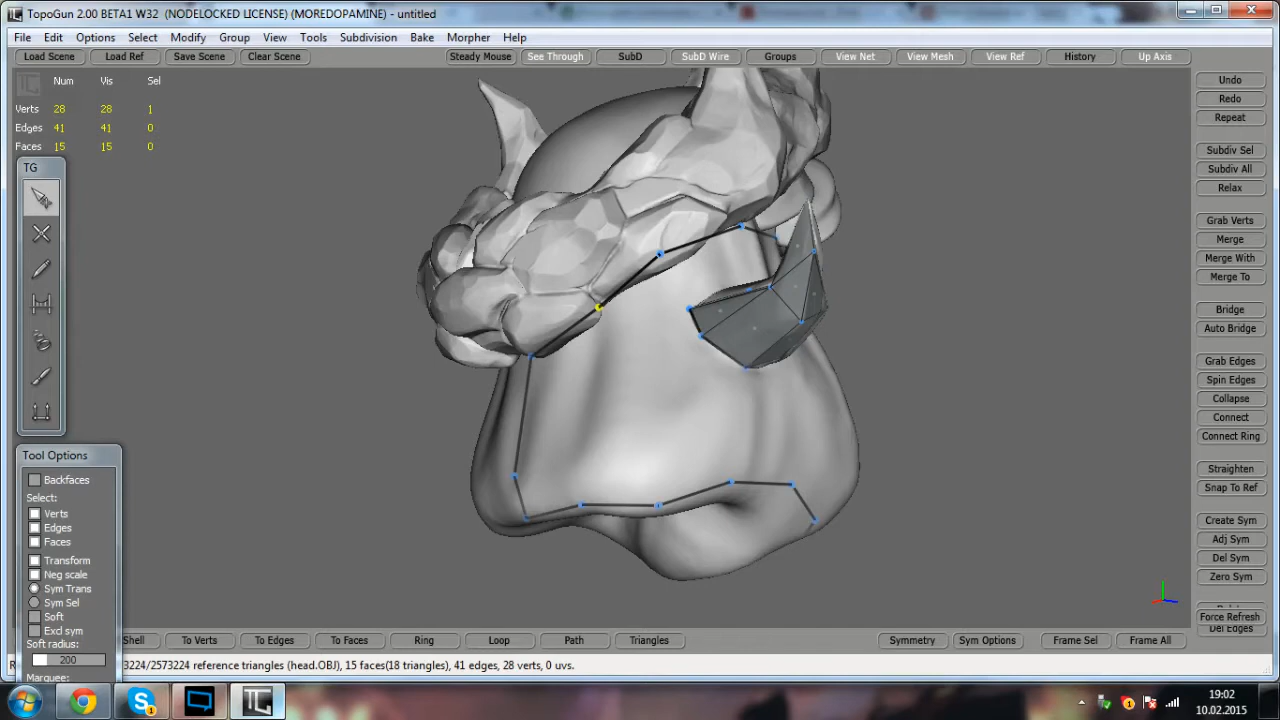 TopoGun 2.00 BETA1 W32 (NODELOCKED LICENSE) (MOREDOPAMINE) - untitled
File Edit Options Select Modify Group View Tools Subdivision Bake Morpher Help
Load Scene Load Ref Save Scene Clear Scene Steady Mouse See Through SubD SubD Wire Groups View Net View Mesh View Ref History Up Axis
Num Vis Sel
Verts 28 28 1
Edges 41 41 0
Faces 15 15 0
TG
Undo
Redo
Repeat
Subdiv Sel
Subdiv All
Relax
Grab Verts
Merge
Merge With
Merge To
Bridge
Auto Bridge
Grab Edges
Spin Edges
Collapse
Connect
Connect Ring
Straighten
Snap To Ref
Create Sym
Adj Sym
Del Sym
Zero Sym
Force Refresh
Del Edges
Tool Options
Backfaces
Select:
Verts
Edges
Faces
Transform
Neg scale
Sym Trans
Sym Sel
Soft
Excl sym
Soft radius:
200
Marquee:
Shell To Verts To Edges To Faces Ring Loop Path Triangles Symmetry Sym Options Frame Sel Frame All
3224/2573224 reference triangles (head.OBJ), 15 faces(18 triangles), 41 edges, 28 verts, 0 uvs.
19:02
10.02.2015